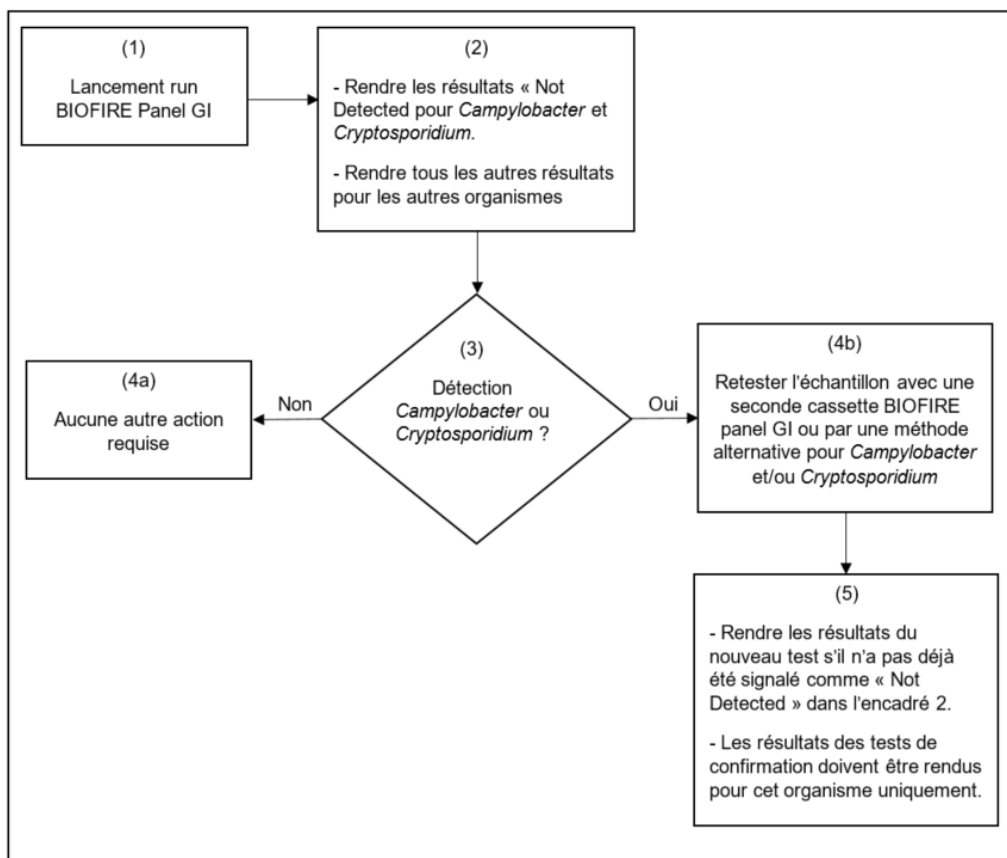 (1)
Lancement run
BIOFIRE Panel GI
(2)
- Rendre les résultats « Not
Detected pour Campylobacter et
Cryptosporidium.
- Rendre tous les autres résultats
pour les autres organismes
(3)
Détection
Campylobacter ou
Cryptosporidium ?
Non
(4a)
Aucune autre action
requise
Oui
(4b)
Retester l'échantillon avec une
seconde cassette BIOFIRE
panel GI ou par une méthode
alternative pour Campylobacter
et/ou Cryptosporidium
(5)
- Rendre les résultats du
nouveau test s'il n'a pas déjà
été signalé comme « Not
Detected » dans l'encadré 2.
- Les résultats des tests de
confirmation doivent être rendus
pour cet organisme uniquement.